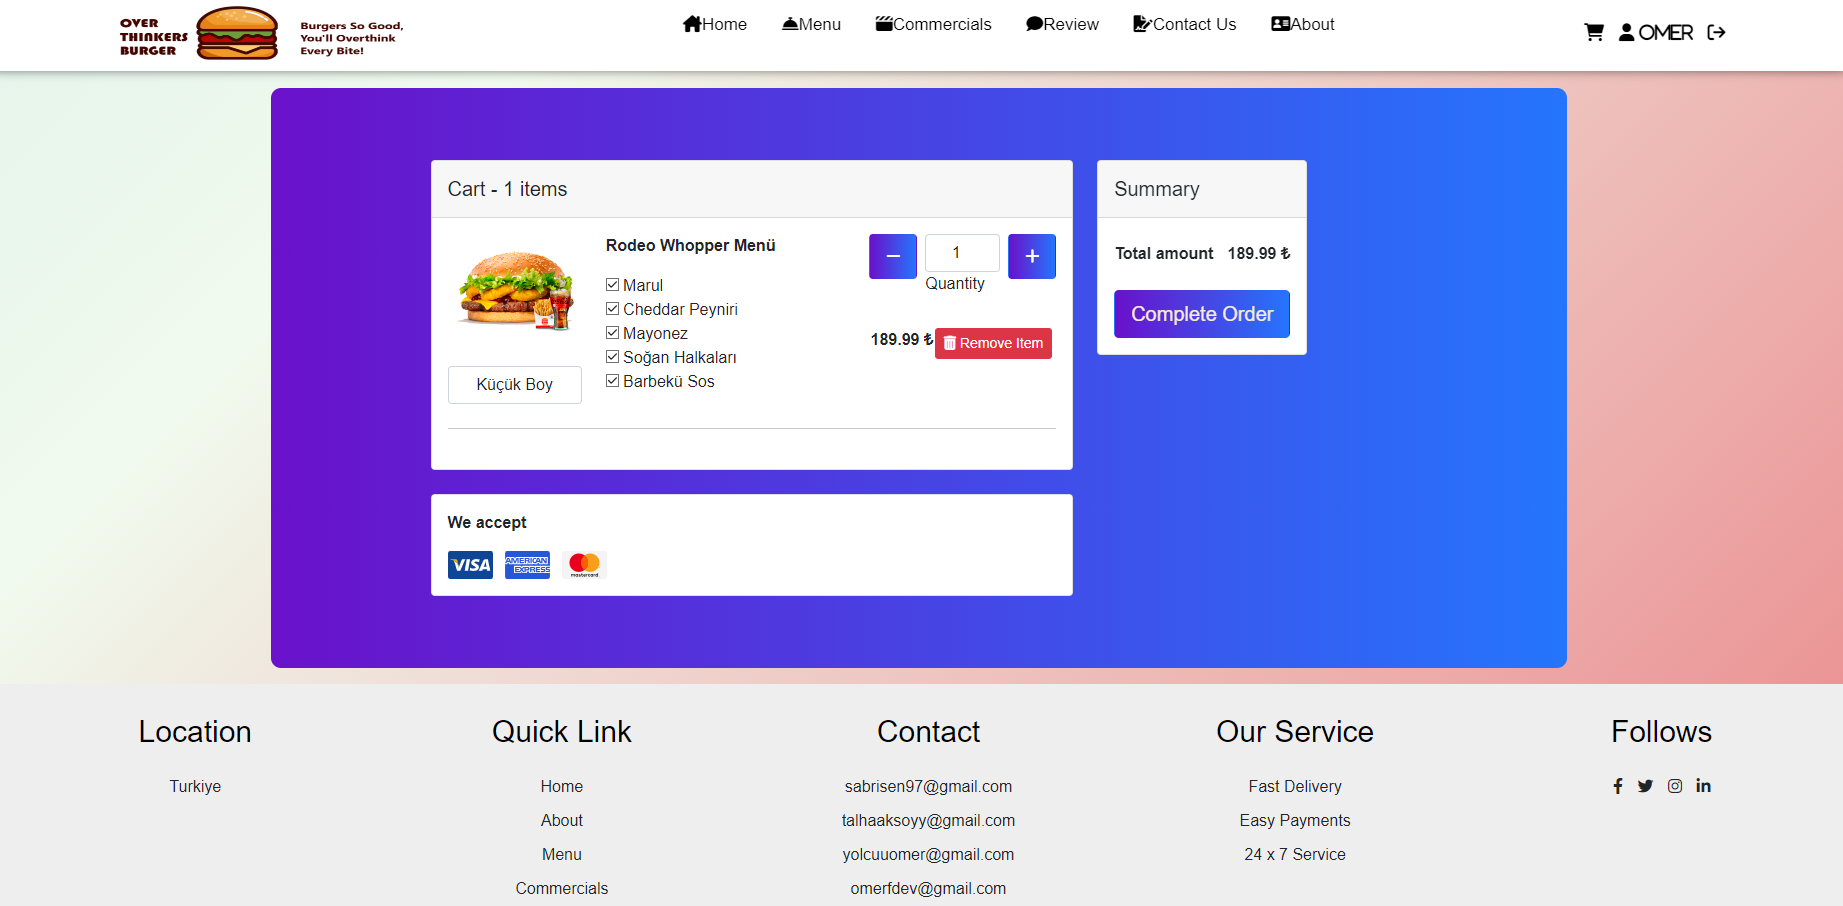 OVER
THINKERS
BURGER
Burgers So Good,
You'll Overthink
Every Bite!
Home
Menu
Commercials
Review
Contact Us
About
OMER
Cart - 1 items
Rodeo Whopper Menü
Marul
Cheddar Peyniri
Mayonez
Soğan Halkaları
Barbekü Sos
Küçük Boy
1
Quantity
189.99 ₺
Remove Item
Summary
Total amount 189.99 ₺
Complete Order
We accept
VISA
AMERICAN
EXPRESS
mastercard
Location
Turkiye
Quick Link
Home
About
Menu
Commercials
Contact
sabrisen97@gmail.com
talhaaksoyy@gmail.com
yolcuuomer@gmail.com
omerfdev@gmail.com
Our Service
Fast Delivery
Easy Payments
24 x 7 Service
Follows